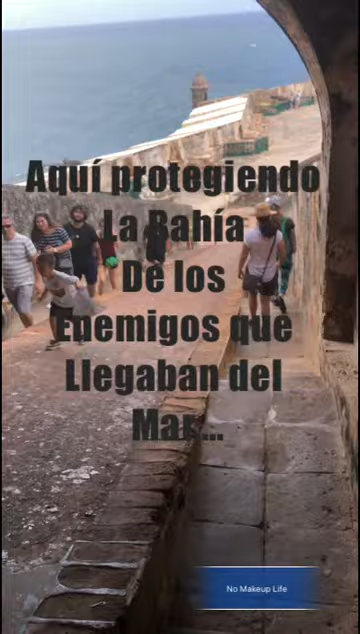 Aquí protegiendo
La Bahía
De los
Enemigos que
Llegaban del
Mar...
No Makeup Life